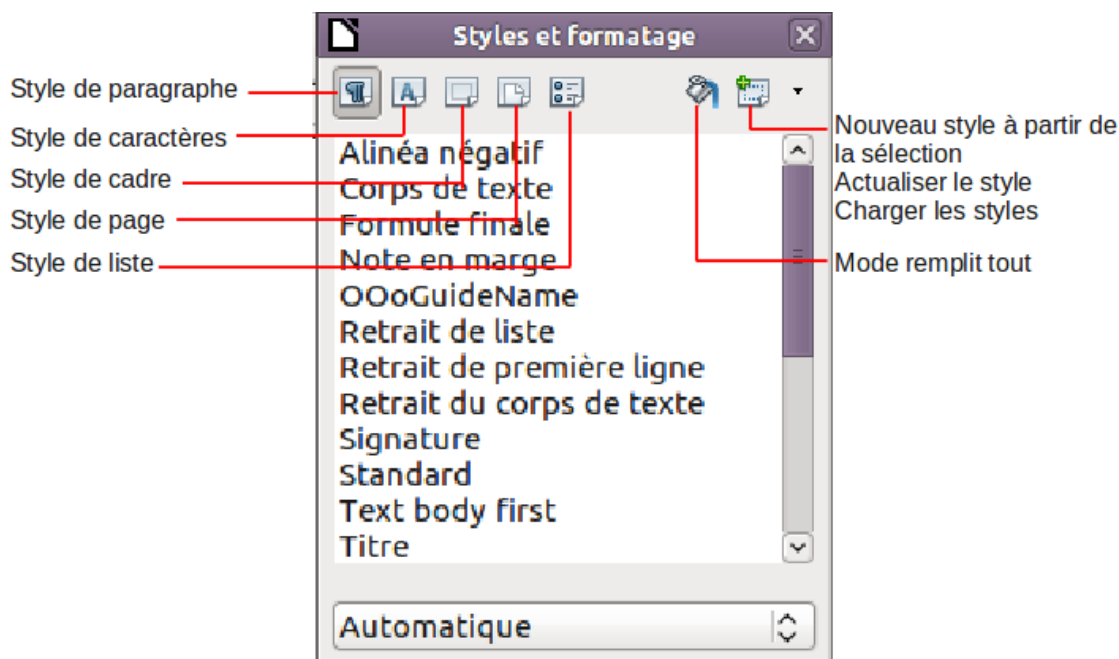 Styles et formatage
Style de paragraphe
Style de caractères
Style de cadre
Style de page
Style de liste
Alinéa négatif
Corps de texte
Formule finale
Note en marge
OOoGuideName
Retrait de liste
Retrait de première ligne
Retrait du corps de texte
Signature
Standard
Text body first
Titre
Automatique
Nouveau style à partir de
la sélection
Actualiser le style
Charger les styles
Mode remplit tout